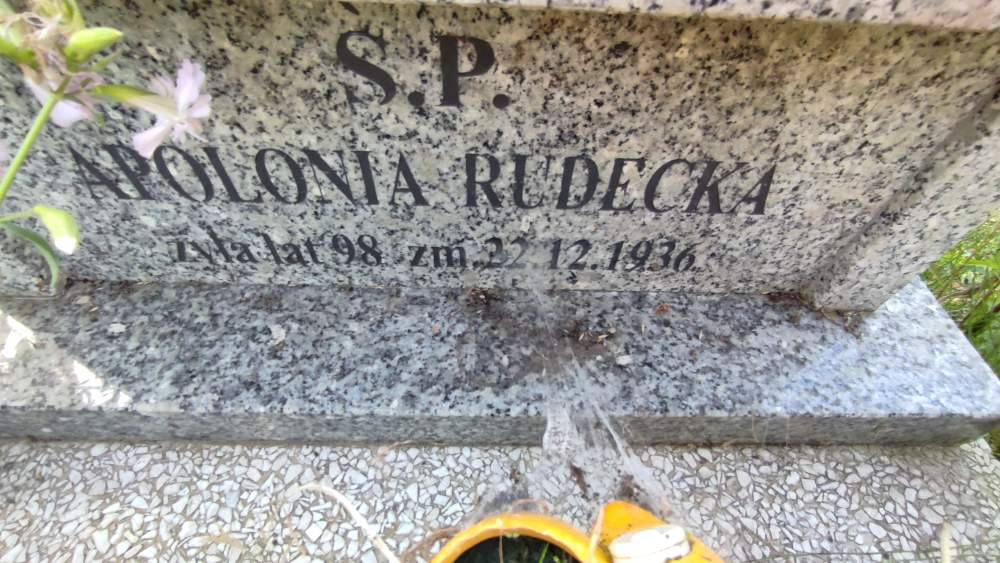 Ś.P.
APOLONIA RUDECKA
żyła lat 98 zm. 22.12.1936